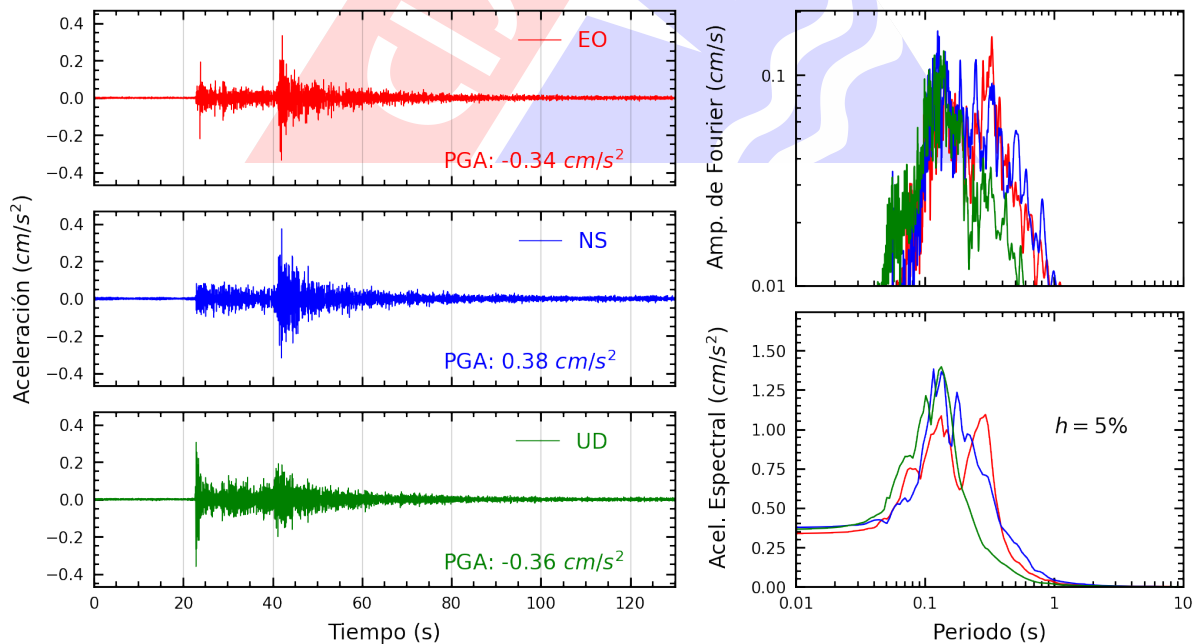 Aceleración (cm/s²)
0.4
0.2
0.0
−0.2
−0.4
EO
PGA: -0.34 cm/s²
0.4
0.2
0.0
−0.2
−0.4
NS
PGA: 0.38 cm/s²
0.4
0.2
0.0
−0.2
−0.4
UD
PGA: -0.36 cm/s²
0 20 40 60 80 100 120
Tiempo (s)
Amp. de Fourier (cm/s)
0.1
0.01
Acel. Espectral (cm/s²)
1.50
1.25
1.00
0.75
0.50
0.25
0.00
h = 5%
0.01 0.1 1 10
Periodo (s)